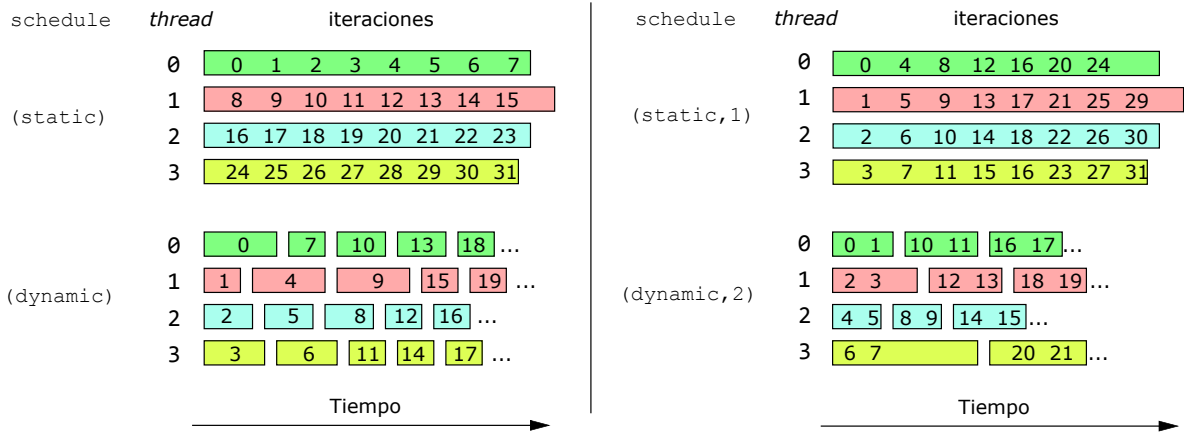 schedule thread iteraciones
0 0 1 2 3 4 5 6 7
1 8 9 10 11 12 13 14 15
(static)
2 16 17 18 19 20 21 22 23
3 24 25 26 27 28 29 30 31
0 0 7 10 13 18 ...
1 1 4 9 15 19 ...
(dynamic)
2 2 5 8 12 16 ...
3 3 6 11 14 17 ...
Tiempo
schedule thread iteraciones
0 0 4 8 12 16 20 24
1 1 5 9 13 17 21 25 29
(static,1)
2 2 6 10 14 18 22 26 30
3 3 7 11 15 16 23 27 31
0 0 1 10 11 16 17 ...
1 2 3 12 13 18 19 ...
(dynamic,2)
2 4 5 8 9 14 15 ...
3 6 7 20 21 ...
Tiempo